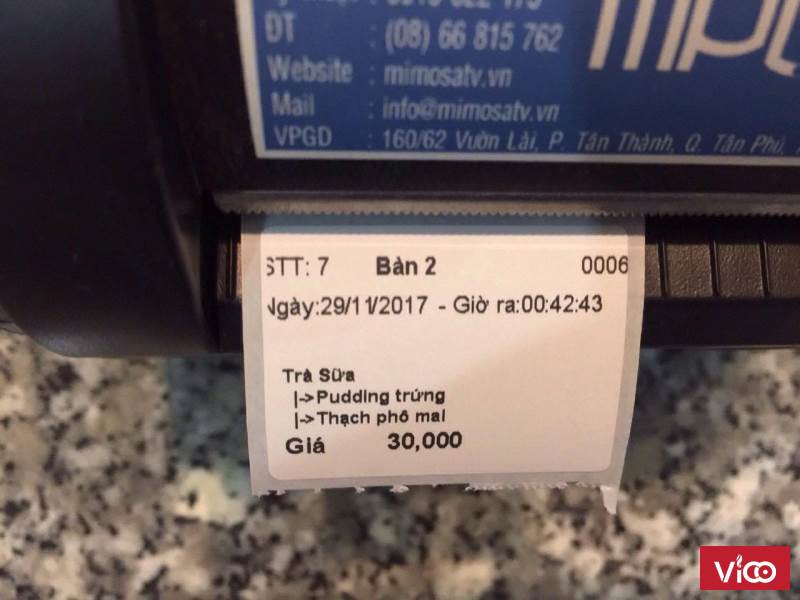 ĐT : (08) 66 815 762
Website : mimosatv.vn
Mail : info@mimosatv.vn
VPGD : 160/62 Vườn Lài, P. Tân Thành, Q. Tân Phú,
STT: 7 Bàn 2 0006
Ngày:29/11/2017 - Giờ ra:00:42:43
Trà Sữa
|->Pudding trứng
|->Thạch phô mai
Giá 30,000
Vico